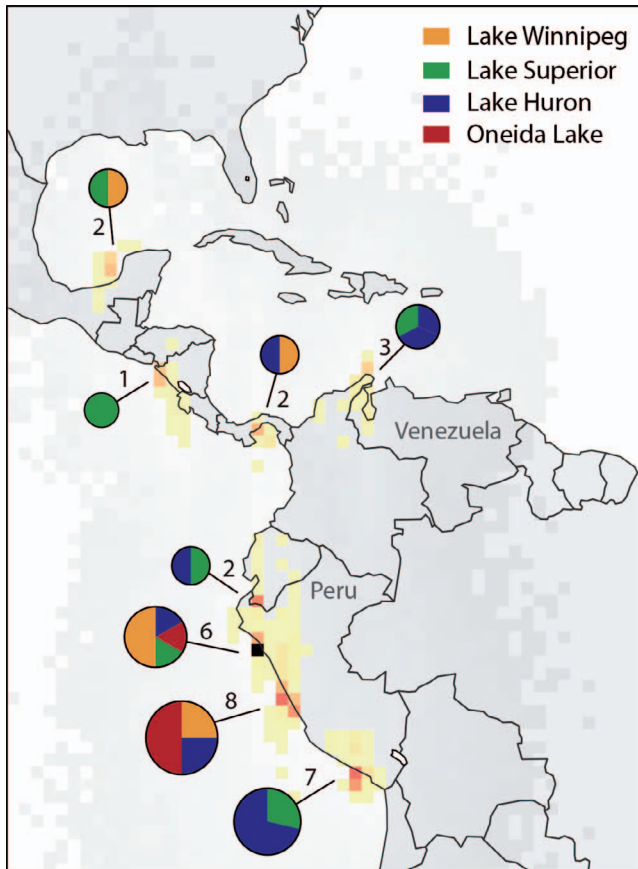 Lake Winnipeg
Lake Superior
Lake Huron
Oneida Lake
2
3
1
2
Venezuela
2
Peru
6
8
7